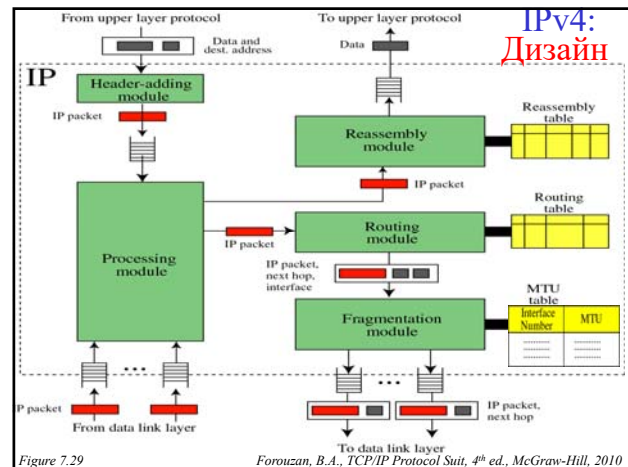 From upper layer protocol
To upper layer protocol
IPv4:
Дизайн
Data and
dest. address
Data
IP
Header-adding
module
IP packet
Reassembly
module
Reassembly
table
IP packet
Processing
module
IP packet
Routing
module
Routing
table
IP packet,
next hop,
interface
Fragmentation
module
MTU
table
Interface
Number
MTU
P packet
From data link layer
IP packet,
next hop
To data link layer
Figure 7.29
Forouzan, B.A., TCP/IP Protocol Suit, 4th ed., McGraw-Hill, 2010